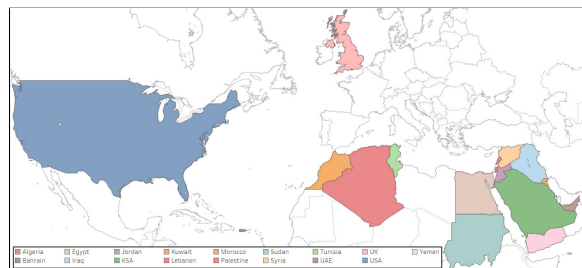 Algeria Egypt Jordan Kuwait Morocco Sudan Tunisia UK Yemen
Bahrain Iraq KSA Lebanon Palestine Syria UAE USA